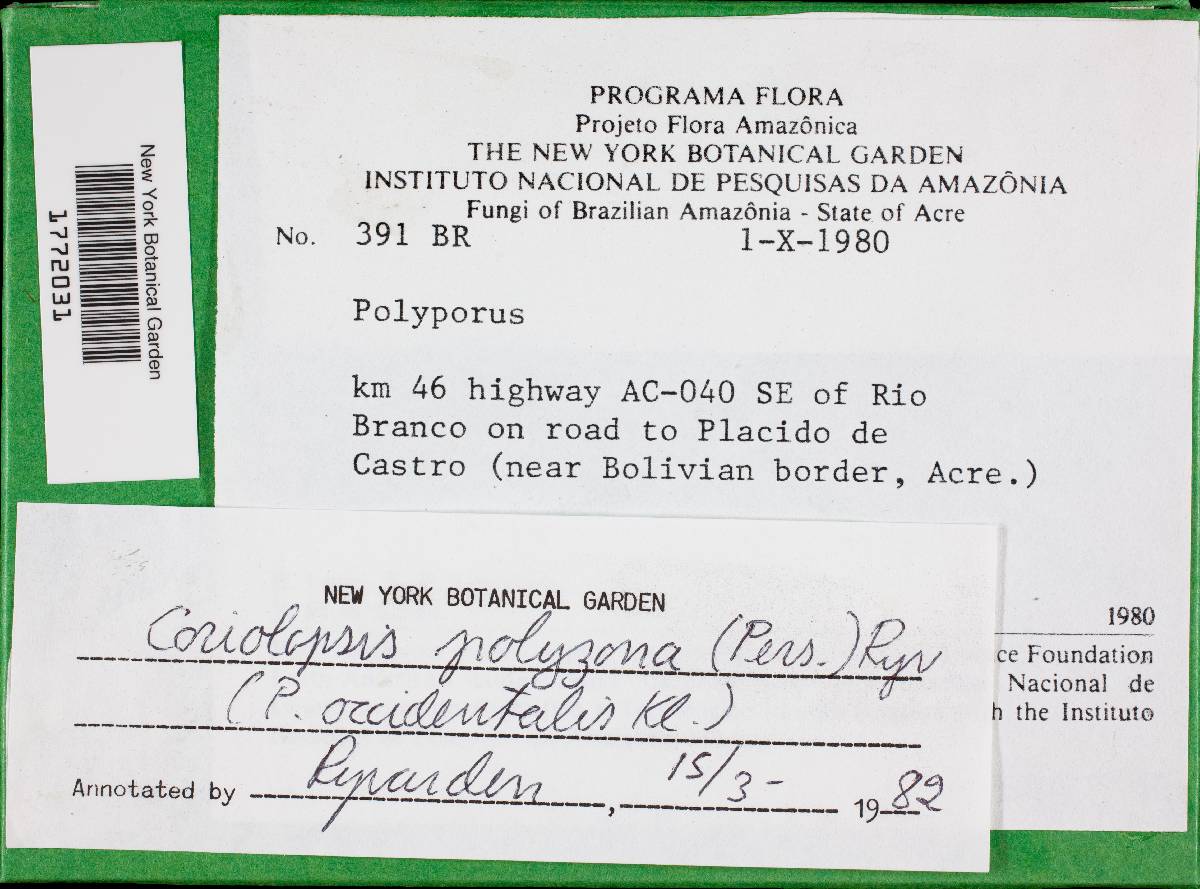 New York Botanical Garden
1772031
PROGRAMA FLORA
Projeto Flora Amazônica
THE NEW YORK BOTANICAL GARDEN
INSTITUTO NACIONAL DE PESQUISAS DA AMAZÔNIA
Fungi of Brazilian Amazônia - State of Acre
No. 391 BR 1-X-1980
Polyporus
km 46 highway AC-040 SE of Rio
Branco on road to Placido de
Castro (near Bolivian border, Acre.)
1980
ce Foundation
Nacional de
h the Instituto
NEW YORK BOTANICAL GARDEN
Coriolopsis polyzona (Pers.) Ryv
(P. occidentalis Kl.)
Annotated by Ryvarden, 15/3- 1982